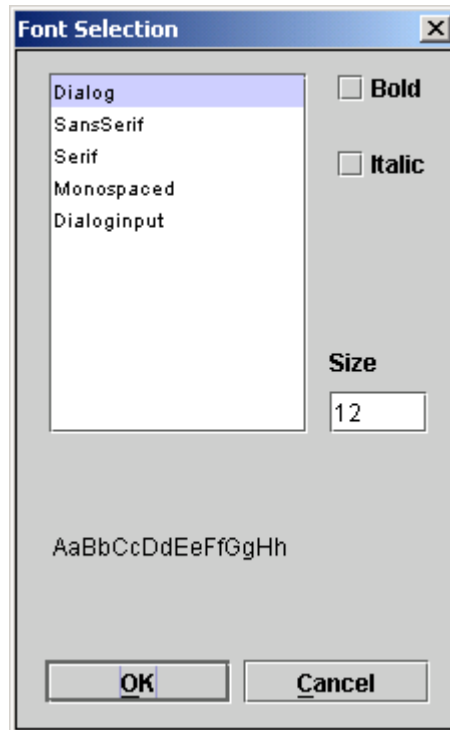 Font Selection
Dialog
SansSerif
Serif
Monospaced
Dialoginput
Bold
Italic
Size
12
AaBbCcDdEeFfGgHh
OK
Cancel